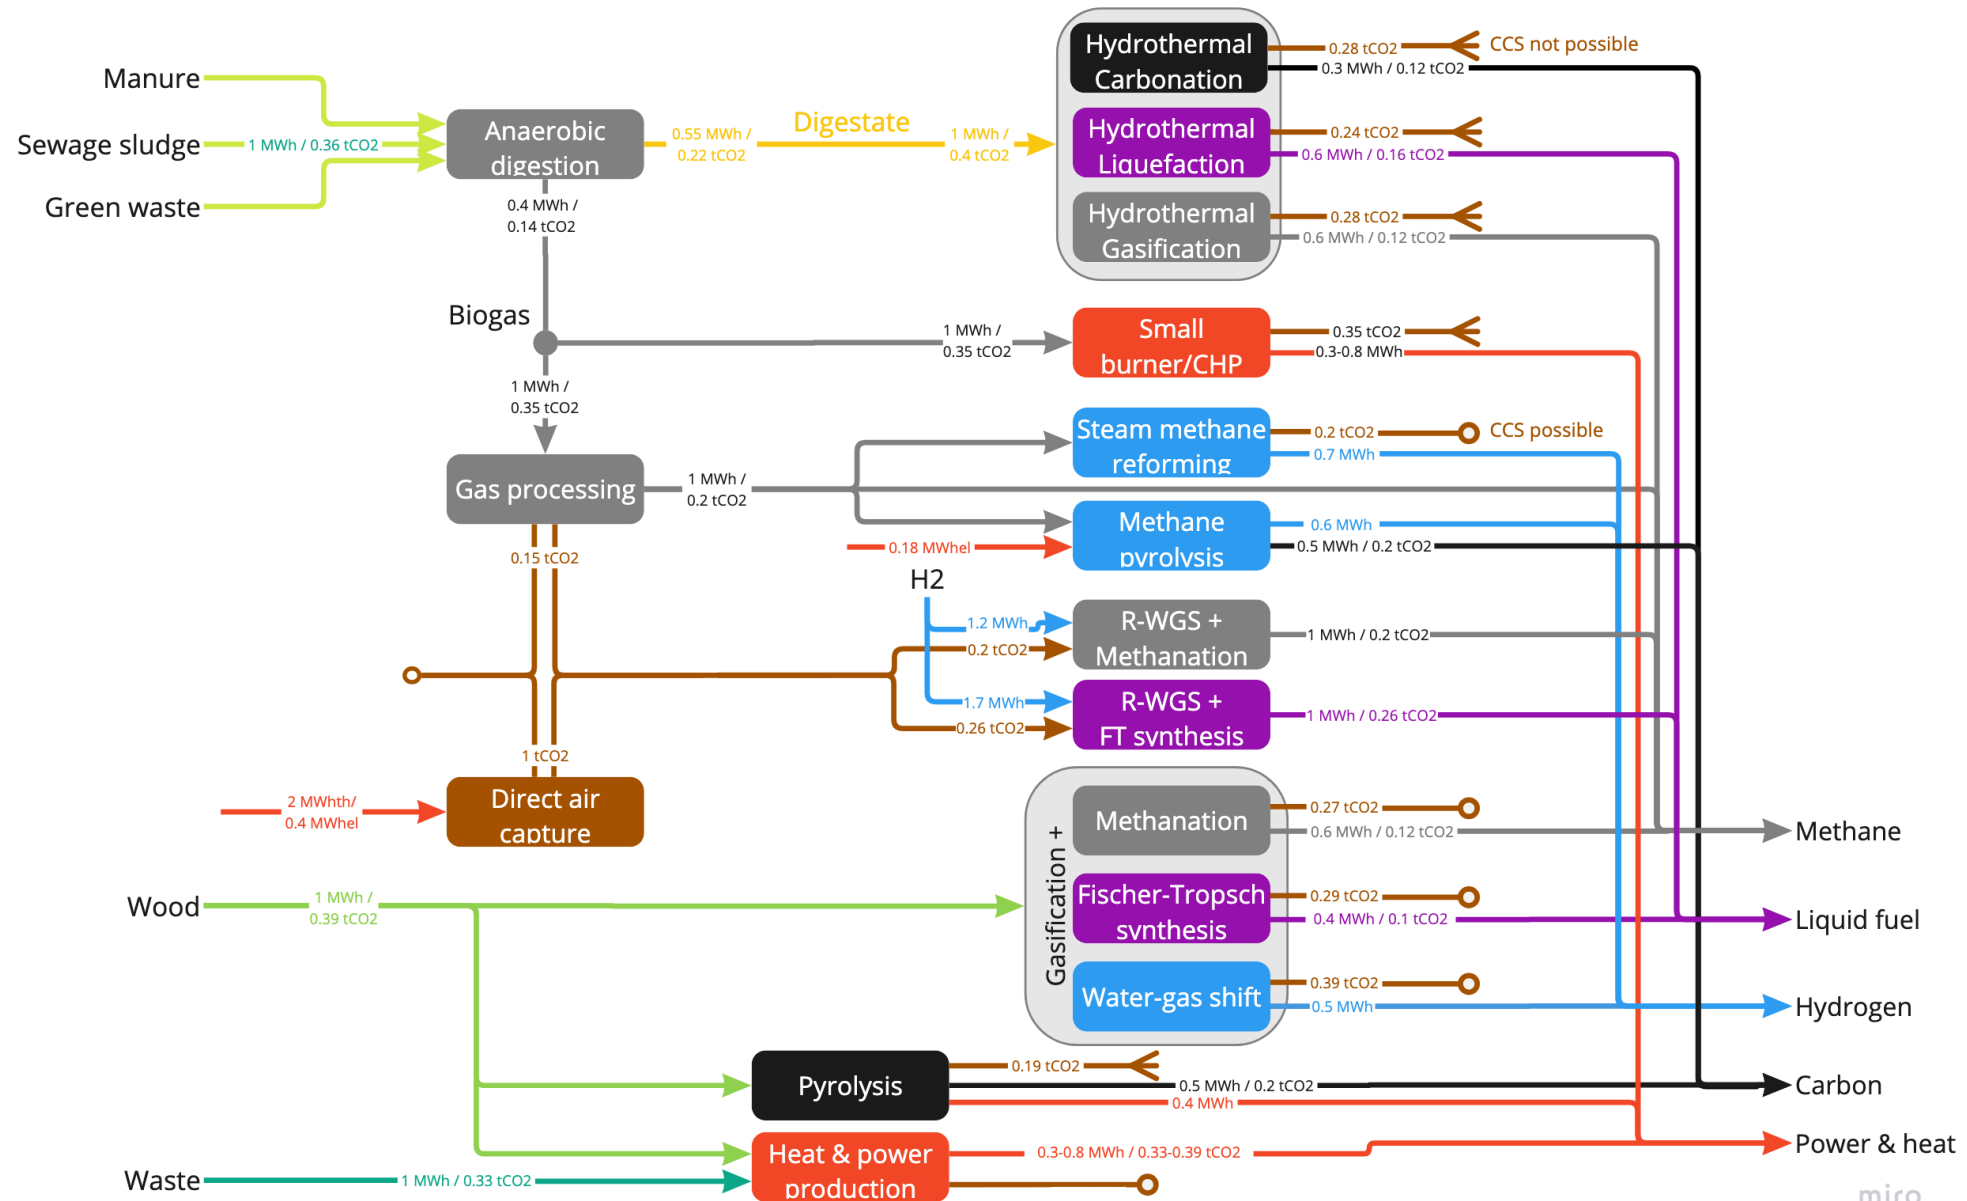 Manure
Sewage sludge
1 MWh / 0.36 tCO2
Green waste
Anaerobic
digestion
0.55 MWh /
0.22 tCO2
Digestate
1 MWh /
0.4 tCO2
0.4 MWh /
0.14 tCO2
Hydrothermal
Carbonation
0.28 tCO2
CCS not possible
0.3 MWh / 0.12 tCO2
Hydrothermal
Liquefaction
0.24 tCO2
0.6 MWh / 0.16 tCO2
Hydrothermal
Gasification
0.28 tCO2
0.6 MWh / 0.12 tCO2
Biogas
1 MWh /
0.35 tCO2
Small
burner/CHP
0.35 tCO2
0.3-0.8 MWh
1 MWh /
0.35 tCO2
Gas processing
1 MWh /
0.2 tCO2
Steam methane
reforming
0.2 tCO2
CCS possible
0.7 MWh
0.18 MWhel
Methane
pyrolysis
0.6 MWh
0.5 MWh / 0.2 tCO2
0.15 tCO2
H2
1.2 MWh
0.2 tCO2
R-WGS +
Methanation
1 MWh / 0.2 tCO2
1.7 MWh
0.26 tCO2
R-WGS +
FT synthesis
1 MWh / 0.26 tCO2
1 tCO2
2 MWhth/
0.4 MWhel
Direct air
capture
Gasification +
Methanation
0.27 tCO2
0.6 MWh / 0.12 tCO2
Methane
Wood
1 MWh /
0.39 tCO2
Fischer-Tropsch
synthesis
0.29 tCO2
0.4 MWh / 0.1 tCO2
Liquid fuel
Water-gas shift
0.39 tCO2
0.5 MWh
Hydrogen
Pyrolysis
0.19 tCO2
0.5 MWh / 0.2 tCO2
0.4 MWh
Carbon
Waste
1 MWh / 0.33 tCO2
Heat & power
production
0.3-0.8 MWh / 0.33-0.39 tCO2
Power & heat
miro